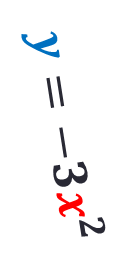 y = −3x²